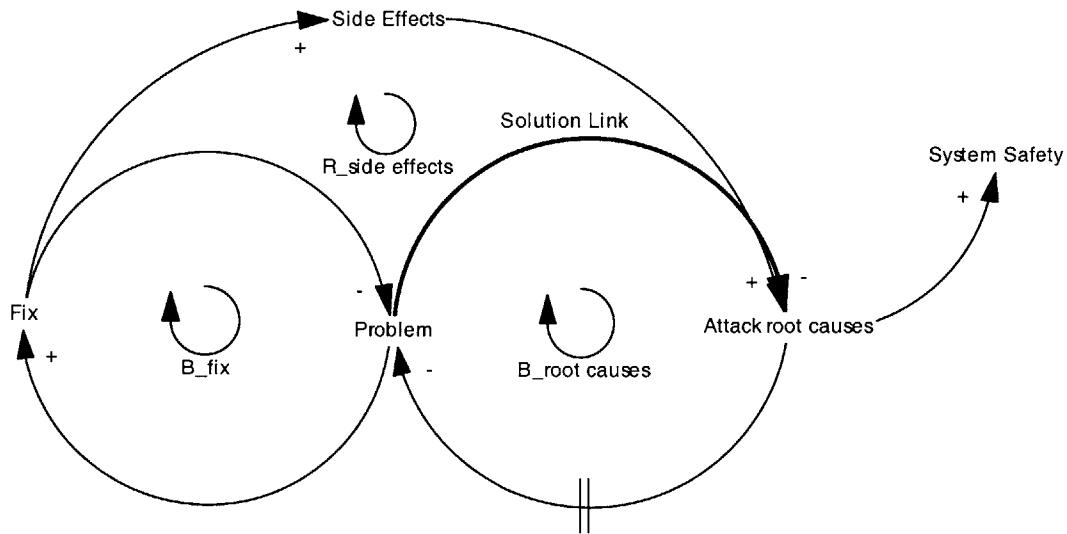 Side Effects
+
Solution Link
R_side effects
System Safety
+
-
+ -
Fix
Problem
Attack root causes
+
B_fix
-
B_root causes